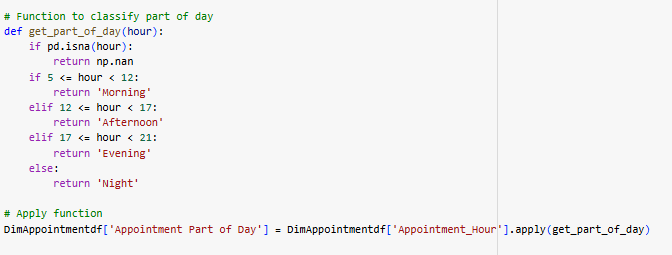 # Function to classify part of day
def get_part_of_day(hour):
    if pd.isna(hour):
        return np.nan
    if 5 <= hour < 12:
        return 'Morning'
    elif 12 <= hour < 17:
        return 'Afternoon'
    elif 17 <= hour < 21:
        return 'Evening'
    else:
        return 'Night'

# Apply function
DimAppointmentdf['Appointment Part of Day'] = DimAppointmentdf['Appointment_Hour'].apply(get_part_of_day)